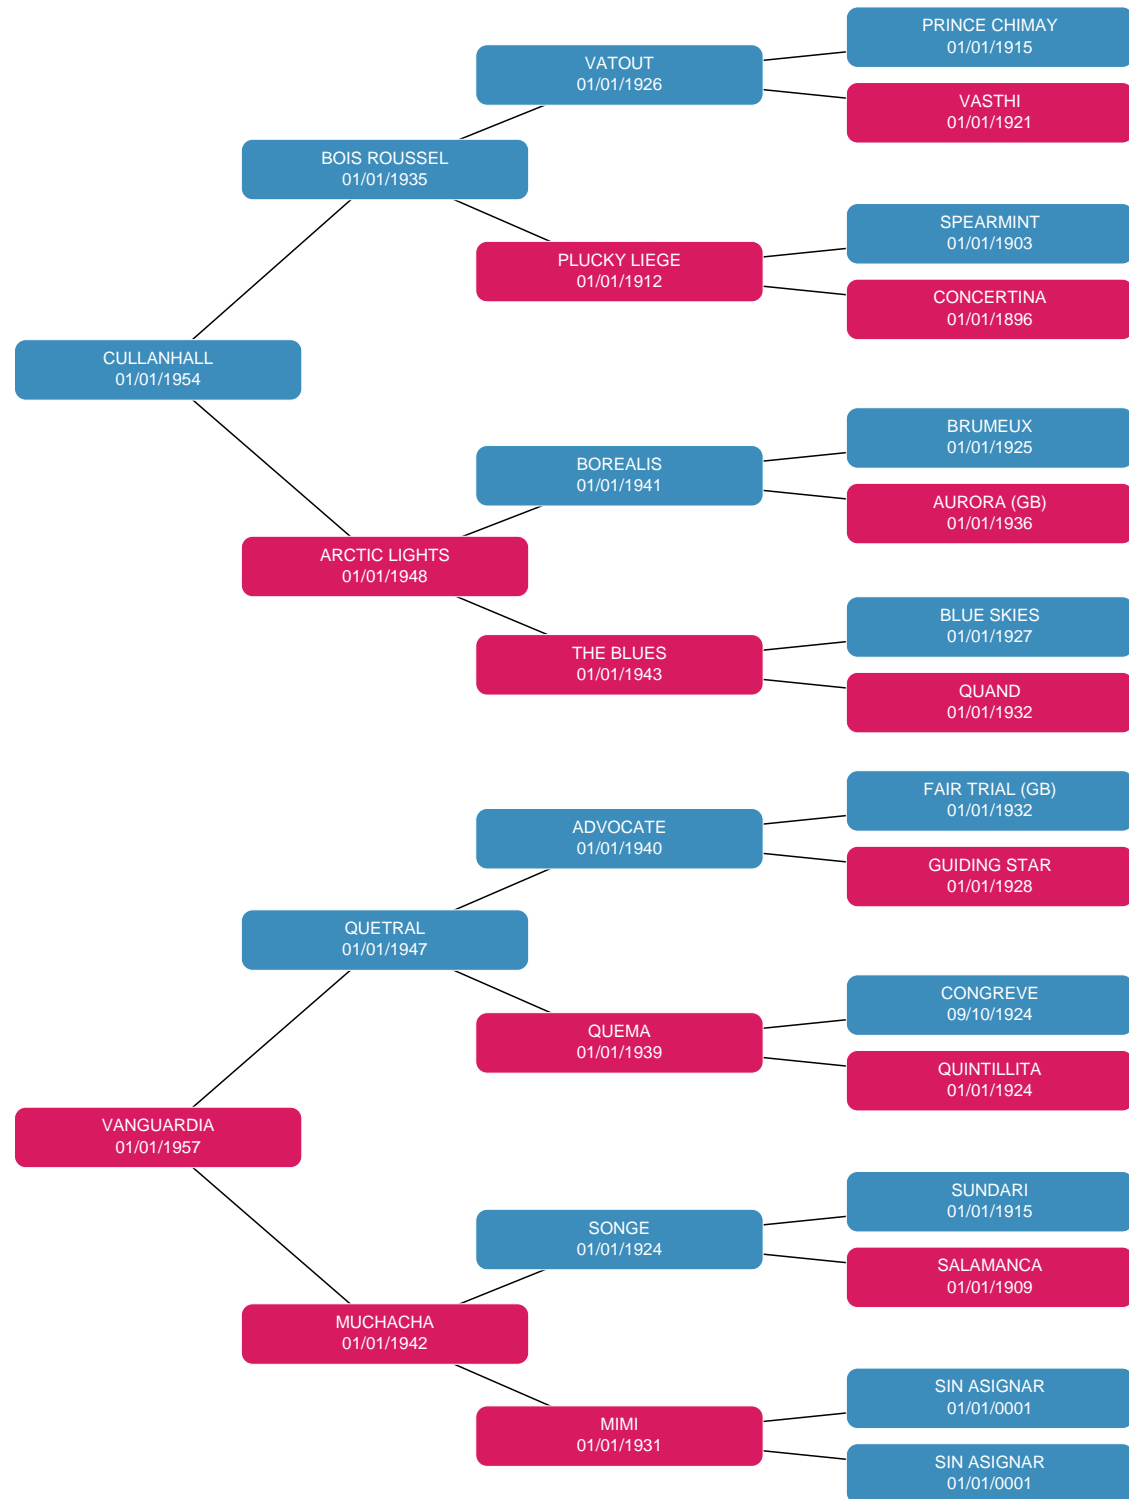 PRINCE CHIMAY
01/01/1915
VATOUT
01/01/1926
VASTHI
01/01/1921
BOIS ROUSSEL
01/01/1935
SPEARMINT
01/01/1903
PLUCKY LIEGE
01/01/1912
CONCERTINA
01/01/1896
CULLANHALL
01/01/1954
BRUMEUX
01/01/1925
BOREALIS
01/01/1941
AURORA (GB)
01/01/1936
ARCTIC LIGHTS
01/01/1948
BLUE SKIES
01/01/1927
THE BLUES
01/01/1943
QUAND
01/01/1932
FAIR TRIAL (GB)
01/01/1932
ADVOCATE
01/01/1940
GUIDING STAR
01/01/1928
QUETRAL
01/01/1947
CONGREVE
09/10/1924
QUEMA
01/01/1939
QUINTILLITA
01/01/1924
VANGUARDIA
01/01/1957
SUNDARI
01/01/1915
SONGE
01/01/1924
SALAMANCA
01/01/1909
MUCHACHA
01/01/1942
SIN ASIGNAR
01/01/0001
MIMI
01/01/1931
SIN ASIGNAR
01/01/0001